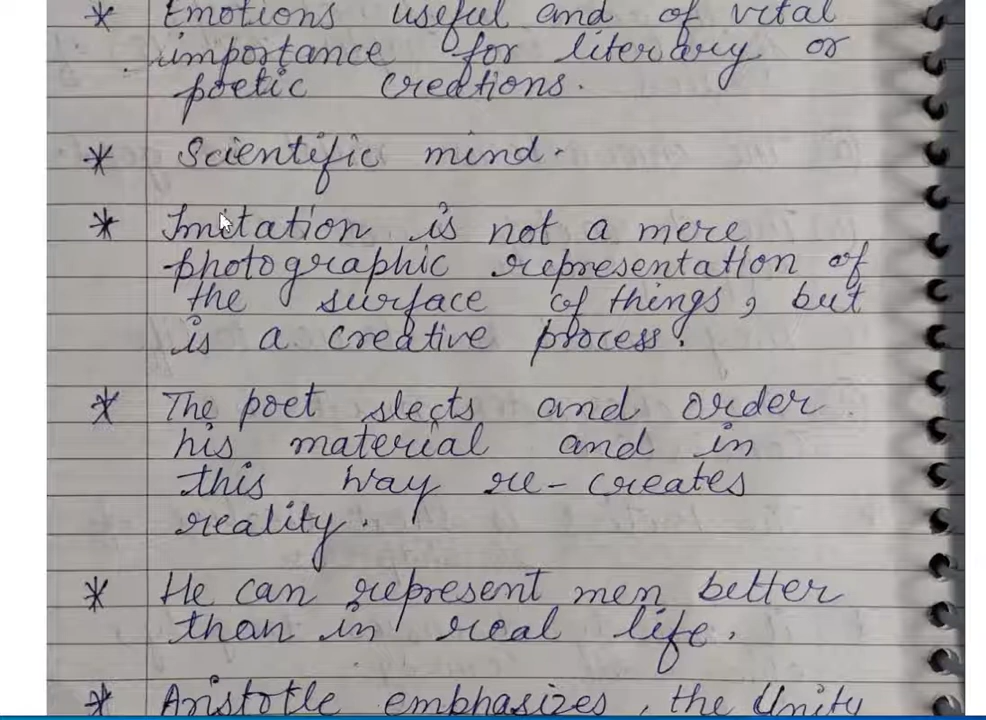 * Emotions useful and of vital
importance for literary or
poetic creations.
* Scientific mind.
* Imitation is not a mere
photographic representation of
the surface of things, but
is a creative process.
* The poet slects and order
his material and in
this way re-creates
reality.
* He can represent men better
than in real life.
* Aristotle emphasizes, the Unity